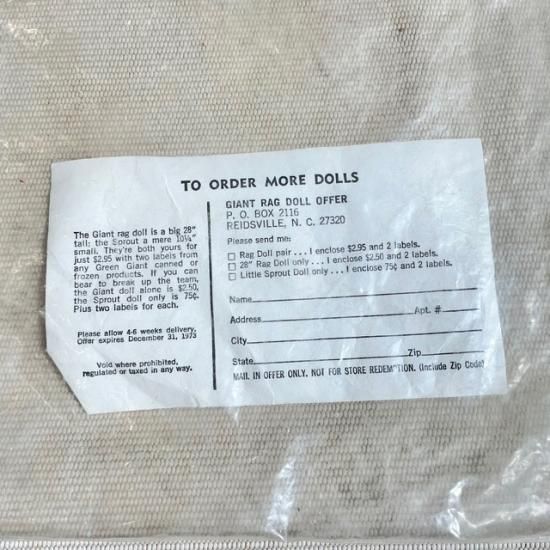 TO ORDER MORE DOLLS
The Giant rag doll is a big 28"
tall; the Sprout a mere 10¼"
small. They're both yours for
just $2.95 with two labels from
any Green Giant canned or
frozen products. If you can
bear to break up the team,
the Giant doll alone is $2.50,
the Sprout doll only is 75¢.
Plus two labels for each.
Please allow 4-6 weeks delivery.
Offer expires December 31, 1973
Void where prohibited,
regulated or taxed in any way.
GIANT RAG DOLL OFFER
P. O. BOX 2116
REIDSVILLE, N. C. 27320
Please send me:
□ Rag Doll pair . . . I enclose $2.95 and 2 labels.
□ 28" Rag Doll only . . . I enclose $2.50 and 2 labels.
□ Little Sprout Doll only . . . I enclose 75¢ and 2 labels.
Name
Address Apt. #
City
State Zip
MAIL IN OFFER ONLY. NOT FOR STORE REDEMPTION. (Include Zip Code)